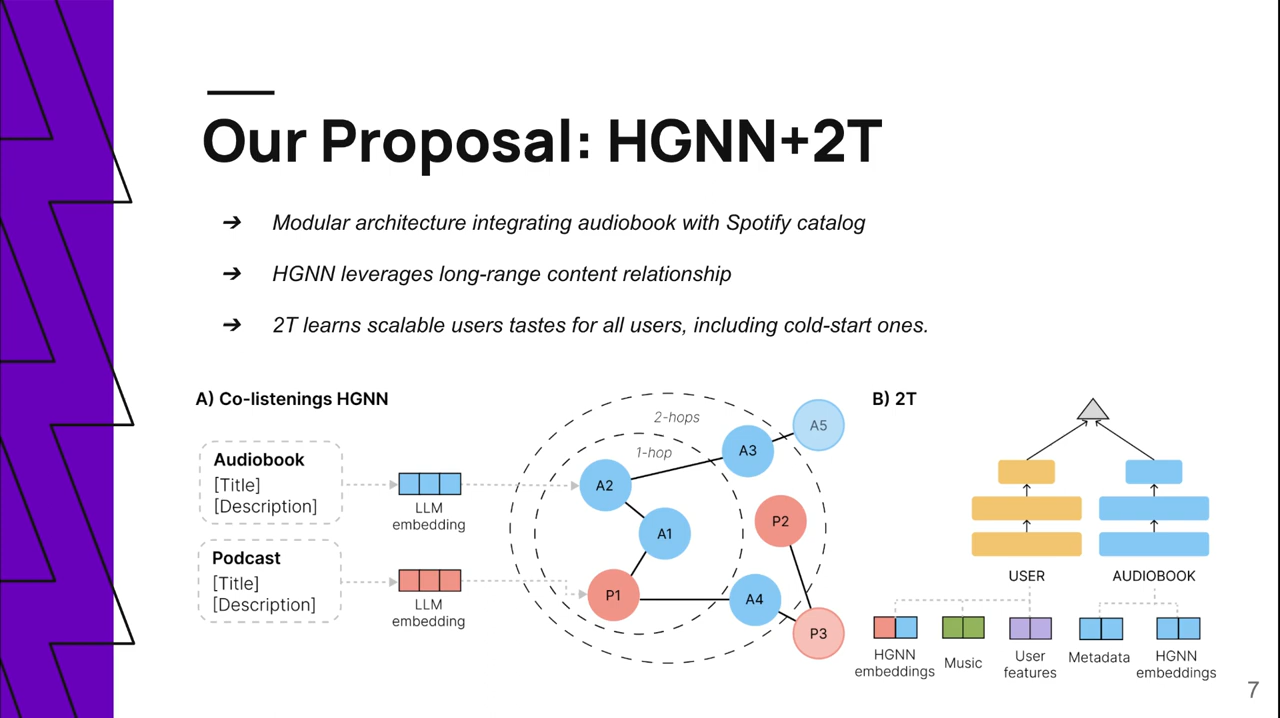 Our Proposal: HGNN+2T
➔ Modular architecture integrating audiobook with Spotify catalog
➔ HGNN leverages long-range content relationship
➔ 2T learns scalable users tastes for all users, including cold-start ones.
A) Co-listenings HGNN
Audiobook
[Title]
[Description]
LLM
embedding
Podcast
[Title]
[Description]
LLM
embedding
2-hops
1-hop
A5
A3
A2
P2
A1
P1
A4
P3
B) 2T
USER
AUDIOBOOK
HGNN
embeddings
Music
User
features
Metadata
HGNN
embeddings
7